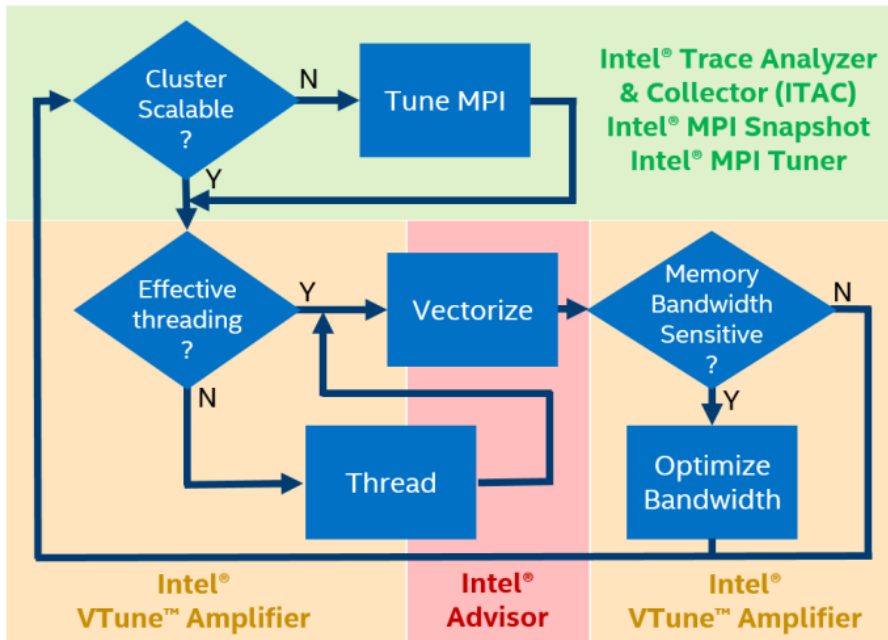 Cluster
Scalable
?
N
Tune MPI
Intel® Trace Analyzer
& Collector (ITAC)
Intel® MPI Snapshot
Intel® MPI Tuner
Y
Effective
threading
?
Y
Vectorize
Memory
Bandwidth
Sensitive
?
N
N
Y
Thread
Optimize
Bandwidth
Intel®
VTune™ Amplifier
Intel®
Advisor
Intel®
VTune™ Amplifier